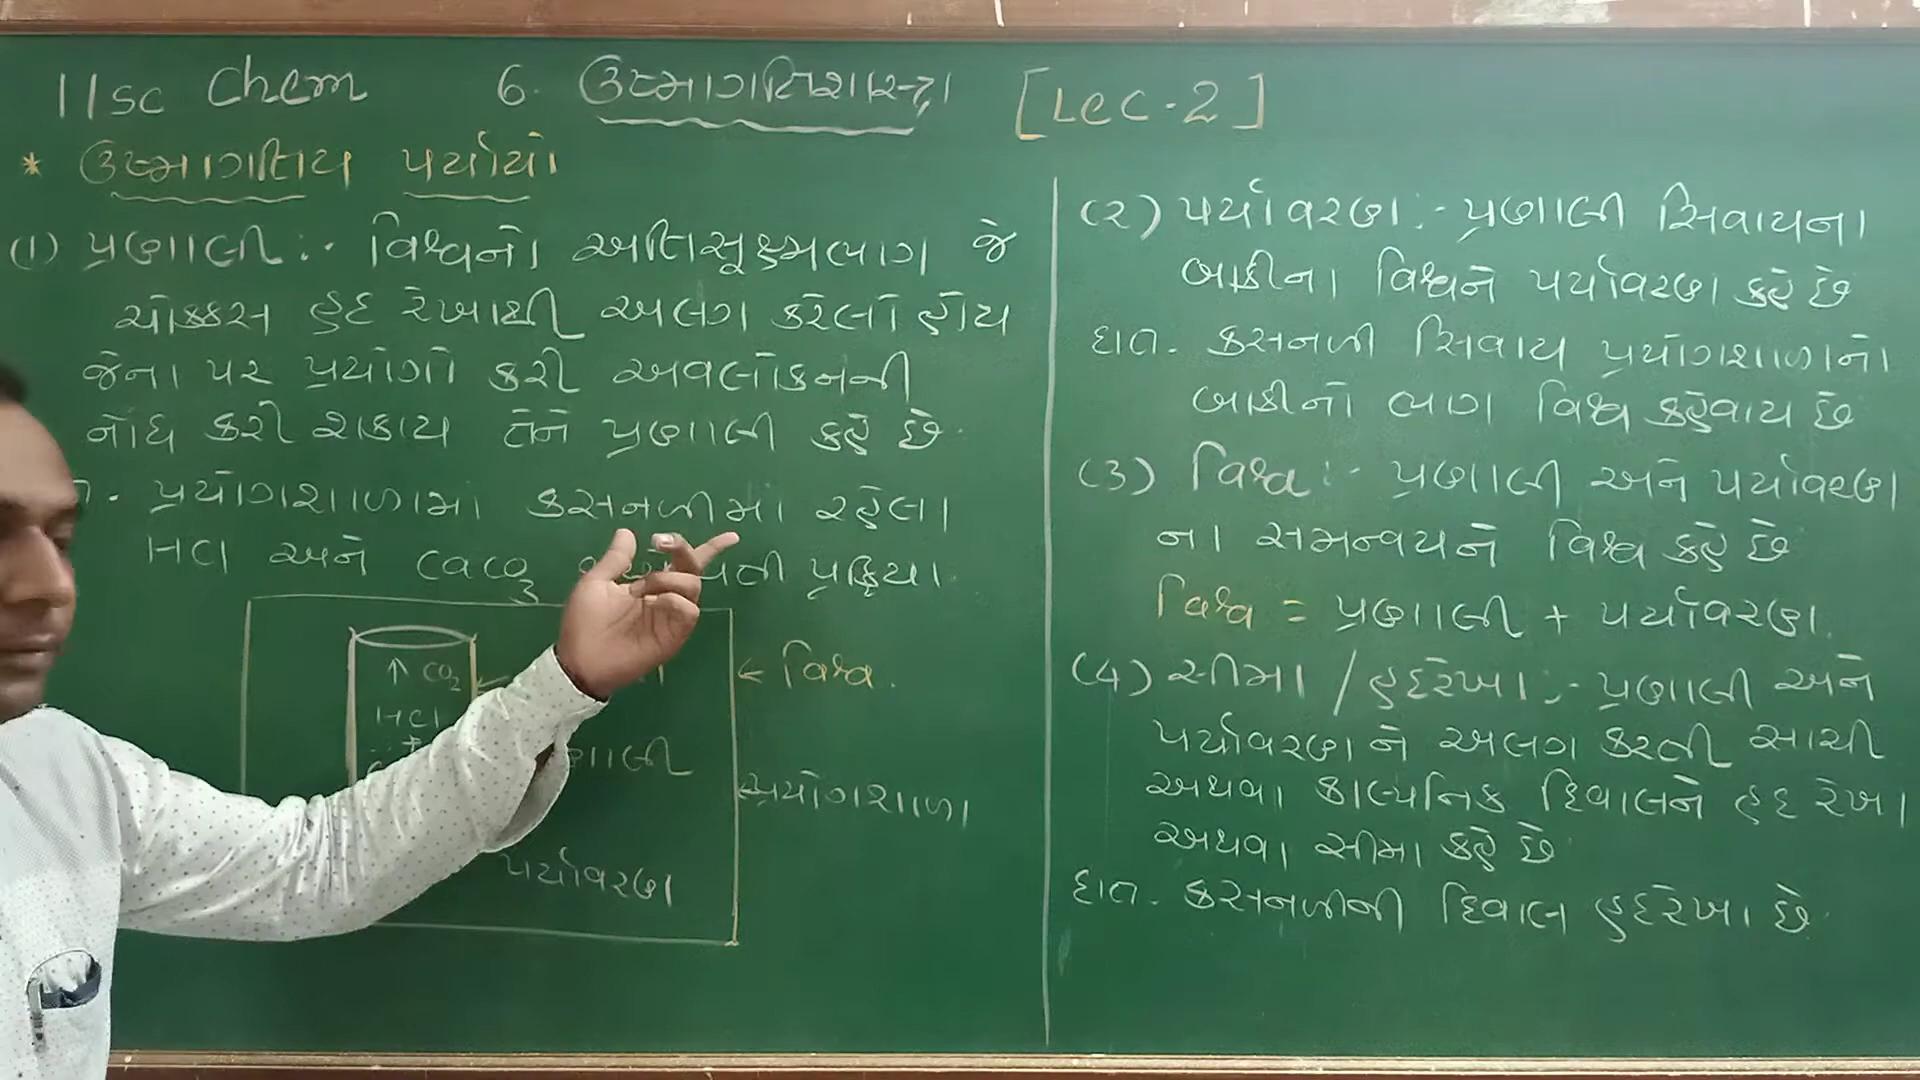 11sc Chem 6. ઉષ્માગતિશાસ્ત્ર [Lec-2]
* ઉષ્માગતિય પર્યાયો
(1) પ્રણાલી :- વિશ્વનો અતિસૂક્ષ્મભાગ જે
ચોક્કસ હદ રેખાથી અલગ કરેલો હોય
જેના પર પ્રયોગો કરી અવલોકનની
નોંધ કરી શકાય તેને પ્રણાલી કહે છે.
પ્રયોગશાળામાં કસનળીમાં રહેલા
HCl અને CaCO3 પ્રક્રિયા.
↑ CO2
HCl
+
← વિશ્વ.
← પ્રયોગશાળા
પર્યાવરણ
(૨) પર્યાવરણ :- પ્રણાલી સિવાયના
બાકીના વિશ્વને પર્યાવરણ કહે છે
દા.ત. કસનળી સિવાય પ્રયોગશાળાનો
બાકીનો ભાગ વિશ્વ કહેવાય છે
(3) વિશ્વ :- પ્રણાલી અને પર્યાવરણ
ના સમન્વયને વિશ્વ કહે છે
વિશ્વ = પ્રણાલી + પર્યાવરણ.
(4) સીમા / હદરેખા :- પ્રણાલી અને
પર્યાવરણને અલગ કરતી સાચી
અથવા કાલ્પનિક દિવાલને હદ રેખા
અથવા સીમા કહે છે
દા.ત. કસનળીની દિવાલ હદરેખા છે.